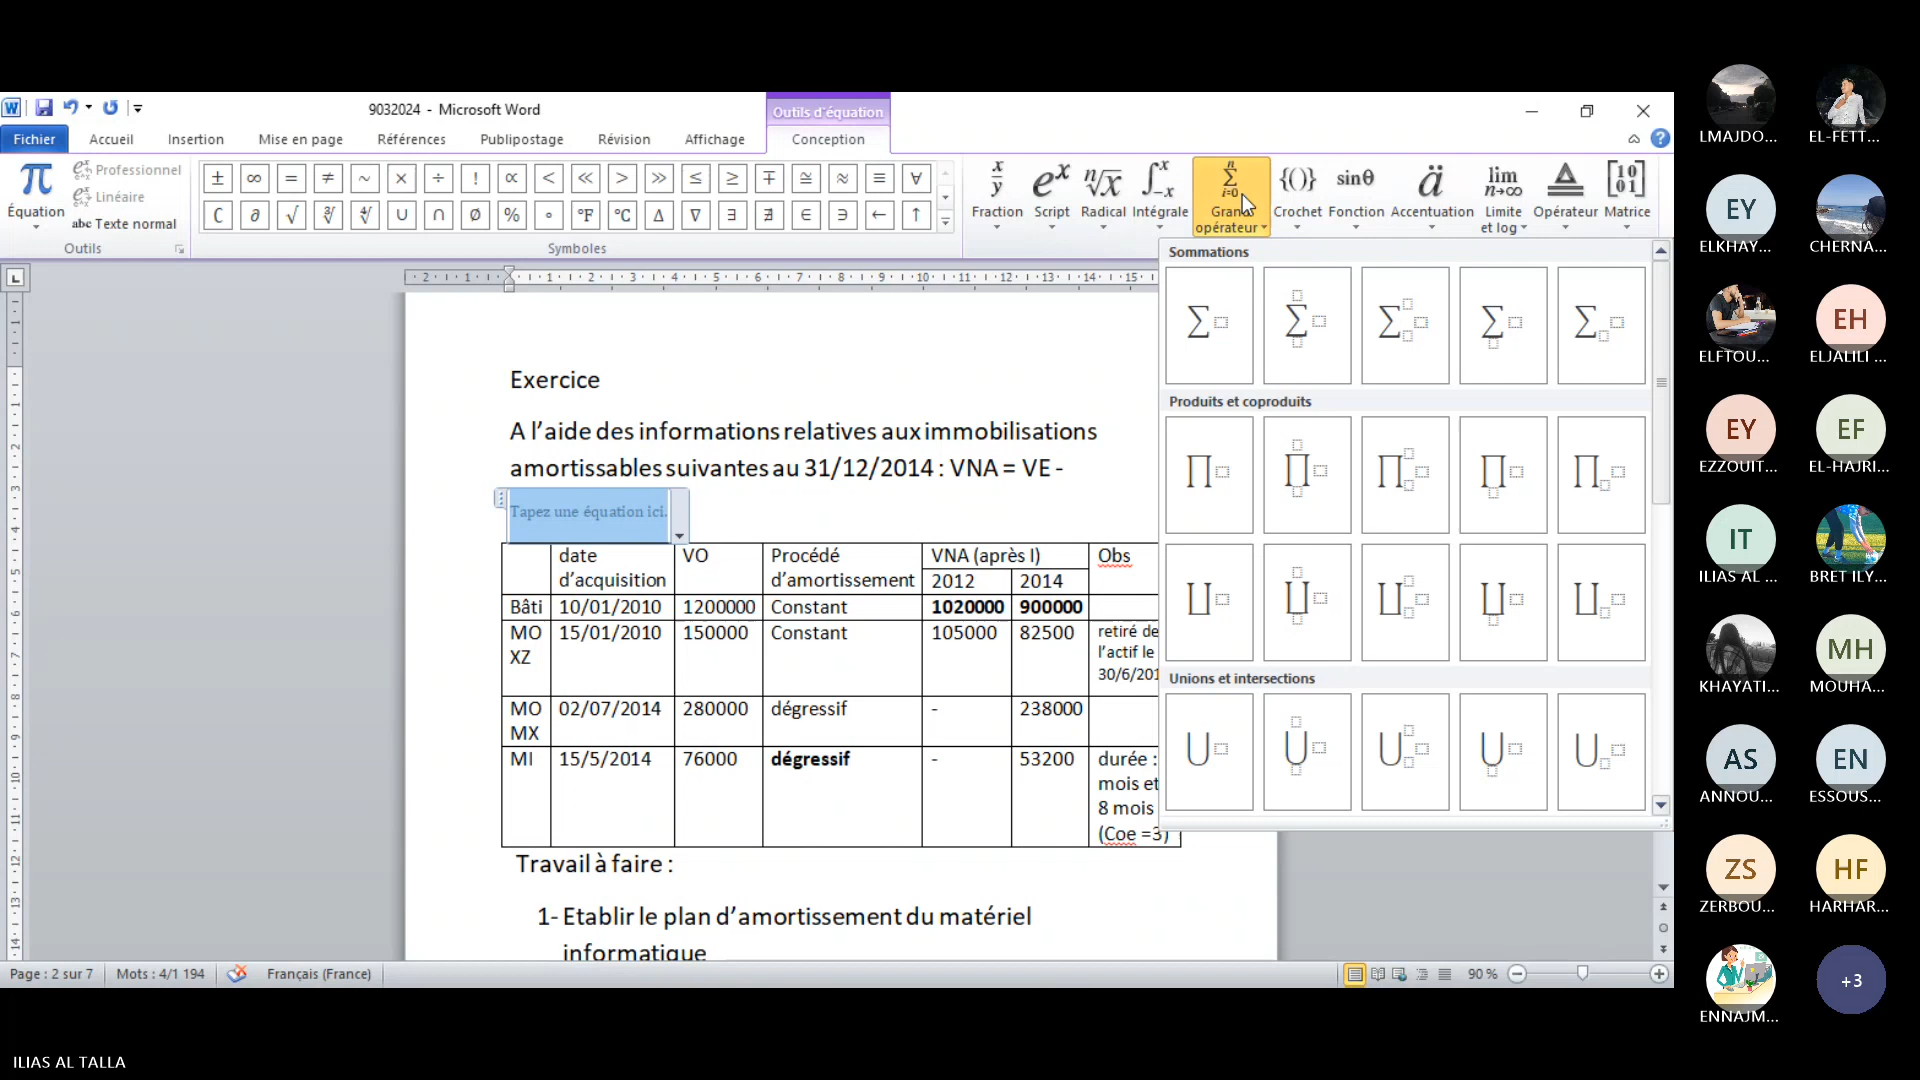 9032024 - Microsoft Word
Outils d'équation
Fichier Accueil Insertion Mise en page Références Publipostage Révision Affichage Conception
Équation
Professionnel
Linéaire
abc Texte normal
Outils
± ∞ = ≠ ~ × ÷ ! ∝ < ≪ > ≫ ≤ ≥ ∓ ≅ ≈ ≡ ∀
∁ ∂ √ ∛ ∜ ∪ ∩ ∅ % ° °F °C ∆ ∇ ∃ ∄ ∈ ∋ ← ↑
Symboles
Fraction Script Radical Intégrale Grand opérateur Crochet Fonction Accentuation Limite et log Opérateur Matrice
Sommations
Produits et coproduits
Unions et intersections
Exercice
A l'aide des informations relatives aux immobilisations
amortissables suivantes au 31/12/2014 : VNA = VE -
Tapez une équation ici.
date d'acquisition VO Procédé d'amortissement VNA (après I) Obs
2012 2014
Bâti 10/01/2010 1200000 Constant 1020000 900000
MO XZ 15/01/2010 150000 Constant 105000 82500 retiré de
l'actif le
30/6/201
MO MX 02/07/2014 280000 dégressif - 238000
MI 15/5/2014 76000 dégressif - 53200 durée :
mois et
8 mois
(Coe =3)
Travail à faire :
1- Etablir le plan d'amortissement du matériel
informatique
Page : 2 sur 7 Mots : 4/1 194 Français (France) 90 %
LMAJDO... EL-FETT...
EY
ELKHAY... CHERNA...
EH
ELFTOU... ELJALILI ...
EY EF
EZZOUIT... EL-HAJRI...
IT
ILIAS AL ... BRET ILY...
MH
KHAYATI... MOUHA...
AS EN
ANNOU... ESSOUS...
ZS HF
ZERBOU... HARHAR...
+3
ENNAJM...
ILIAS AL TALLA